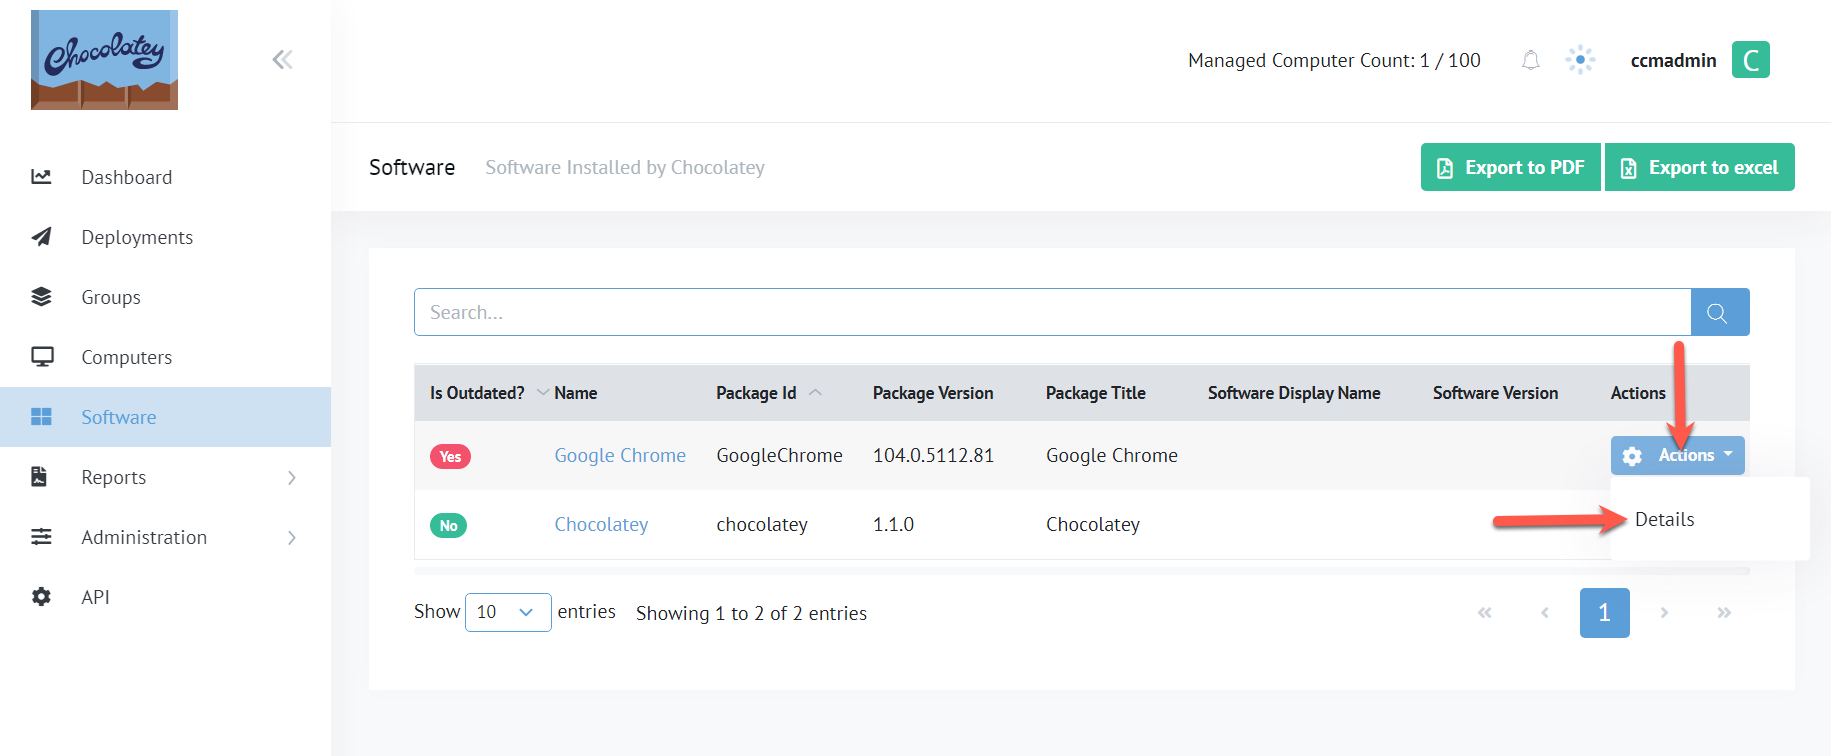 Chocolatey
Managed Computer Count: 1 / 100
ccmadmin
C
Dashboard
Deployments
Groups
Computers
Software
Reports
Administration
API
Software
Software Installed by Chocolatey
Export to PDF
Export to excel
Search...
Is Outdated? Name Package Id Package Version Package Title Software Display Name Software Version Actions
Yes Google Chrome GoogleChrome 104.0.5112.81 Google Chrome Actions
No Chocolatey chocolatey 1.1.0 Chocolatey
Details
Show 10 entries Showing 1 to 2 of 2 entries
« ‹ 1 › »